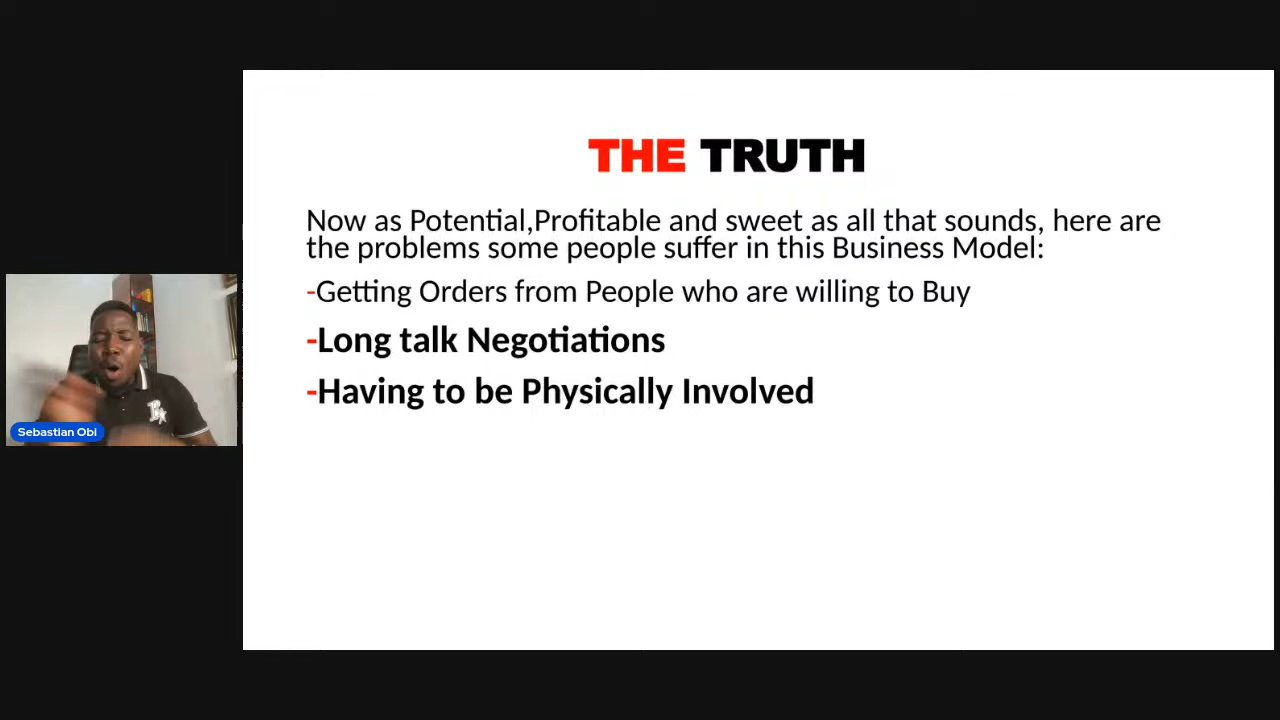 THE TRUTH
Now as Potential,Profitable and sweet as all that sounds, here are
the problems some people suffer in this Business Model:
-Getting Orders from People who are willing to Buy
-Long talk Negotiations
-Having to be Physically Involved
Sebastian Obi